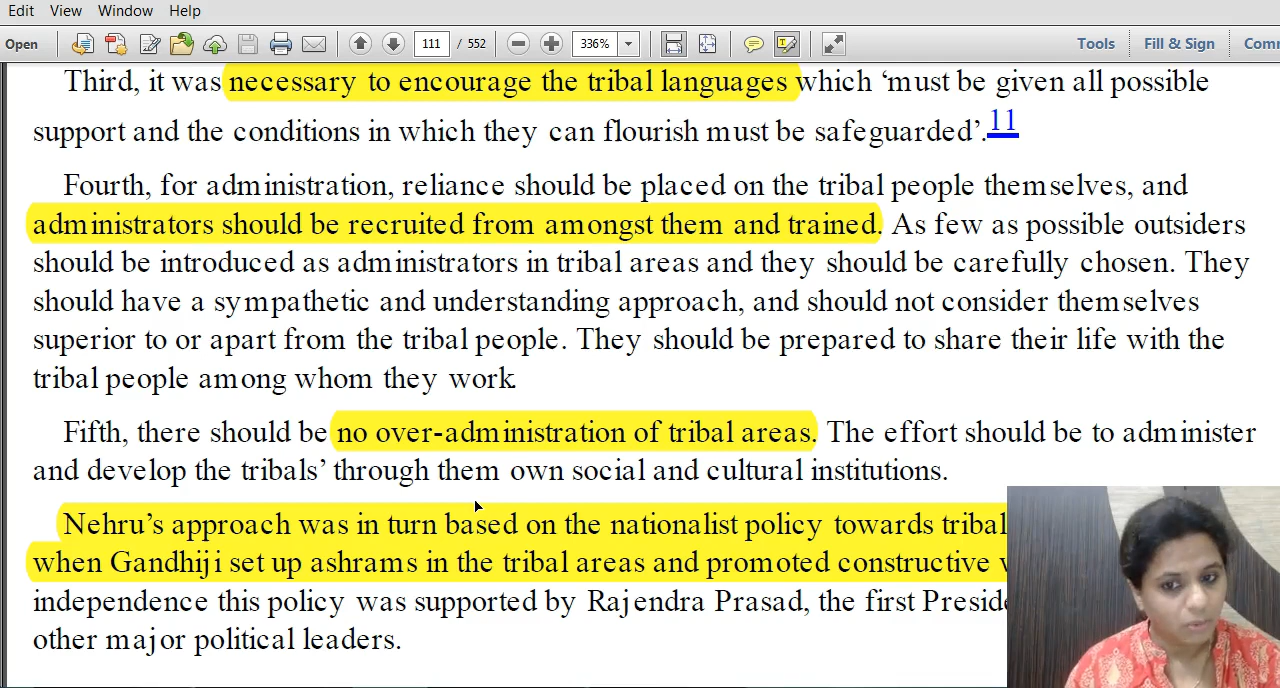 Edit View Window Help
Open 111 / 552 336% Tools Fill & Sign
Third, it was necessary to encourage the tribal languages which ‘must be given all possible
support and the conditions in which they can flourish must be safeguarded’.11
Fourth, for administration, reliance should be placed on the tribal people themselves, and
administrators should be recruited from amongst them and trained. As few as possible outsiders
should be introduced as administrators in tribal areas and they should be carefully chosen. They
should have a sympathetic and understanding approach, and should not consider themselves
superior to or apart from the tribal people. They should be prepared to share their life with the
tribal people among whom they work.
Fifth, there should be no over-administration of tribal areas. The effort should be to administer
and develop the tribals’ through them own social and cultural institutions.
Nehru’s approach was in turn based on the nationalist policy towards tribal
when Gandhiji set up ashrams in the tribal areas and promoted constructive
independence this policy was supported by Rajendra Prasad, the first
other major political leaders.